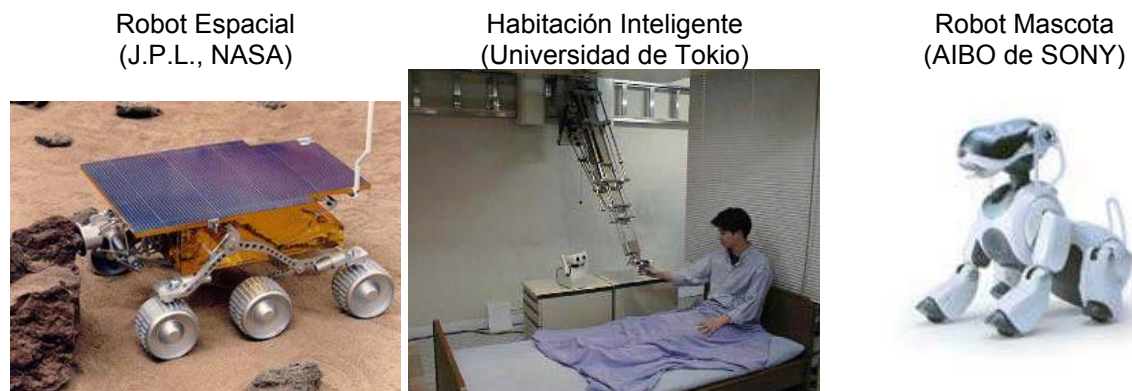 Robot Espacial
(J.P.L., NASA)
Habitación Inteligente
(Universidad de Tokio)
Robot Mascota
(AIBO de SONY)